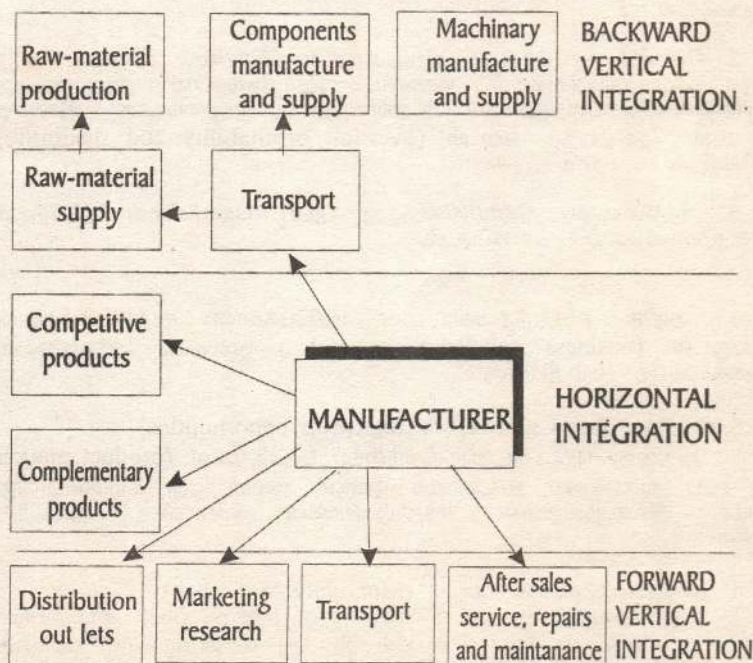 Raw-material
production
Components
manufacture
and supply
Machinary
manufacture
and supply
BACKWARD
VERTICAL
INTEGRATION .
Raw-material
supply
Transport
Competitive
products
MANUFACTURER
HORIZONTAL
INTEGRATION
Complementary
products
Distribution
out lets
Marketing
research
Transport
After sales
service, repairs
and maintanance
FORWARD
VERTICAL
INTEGRATION